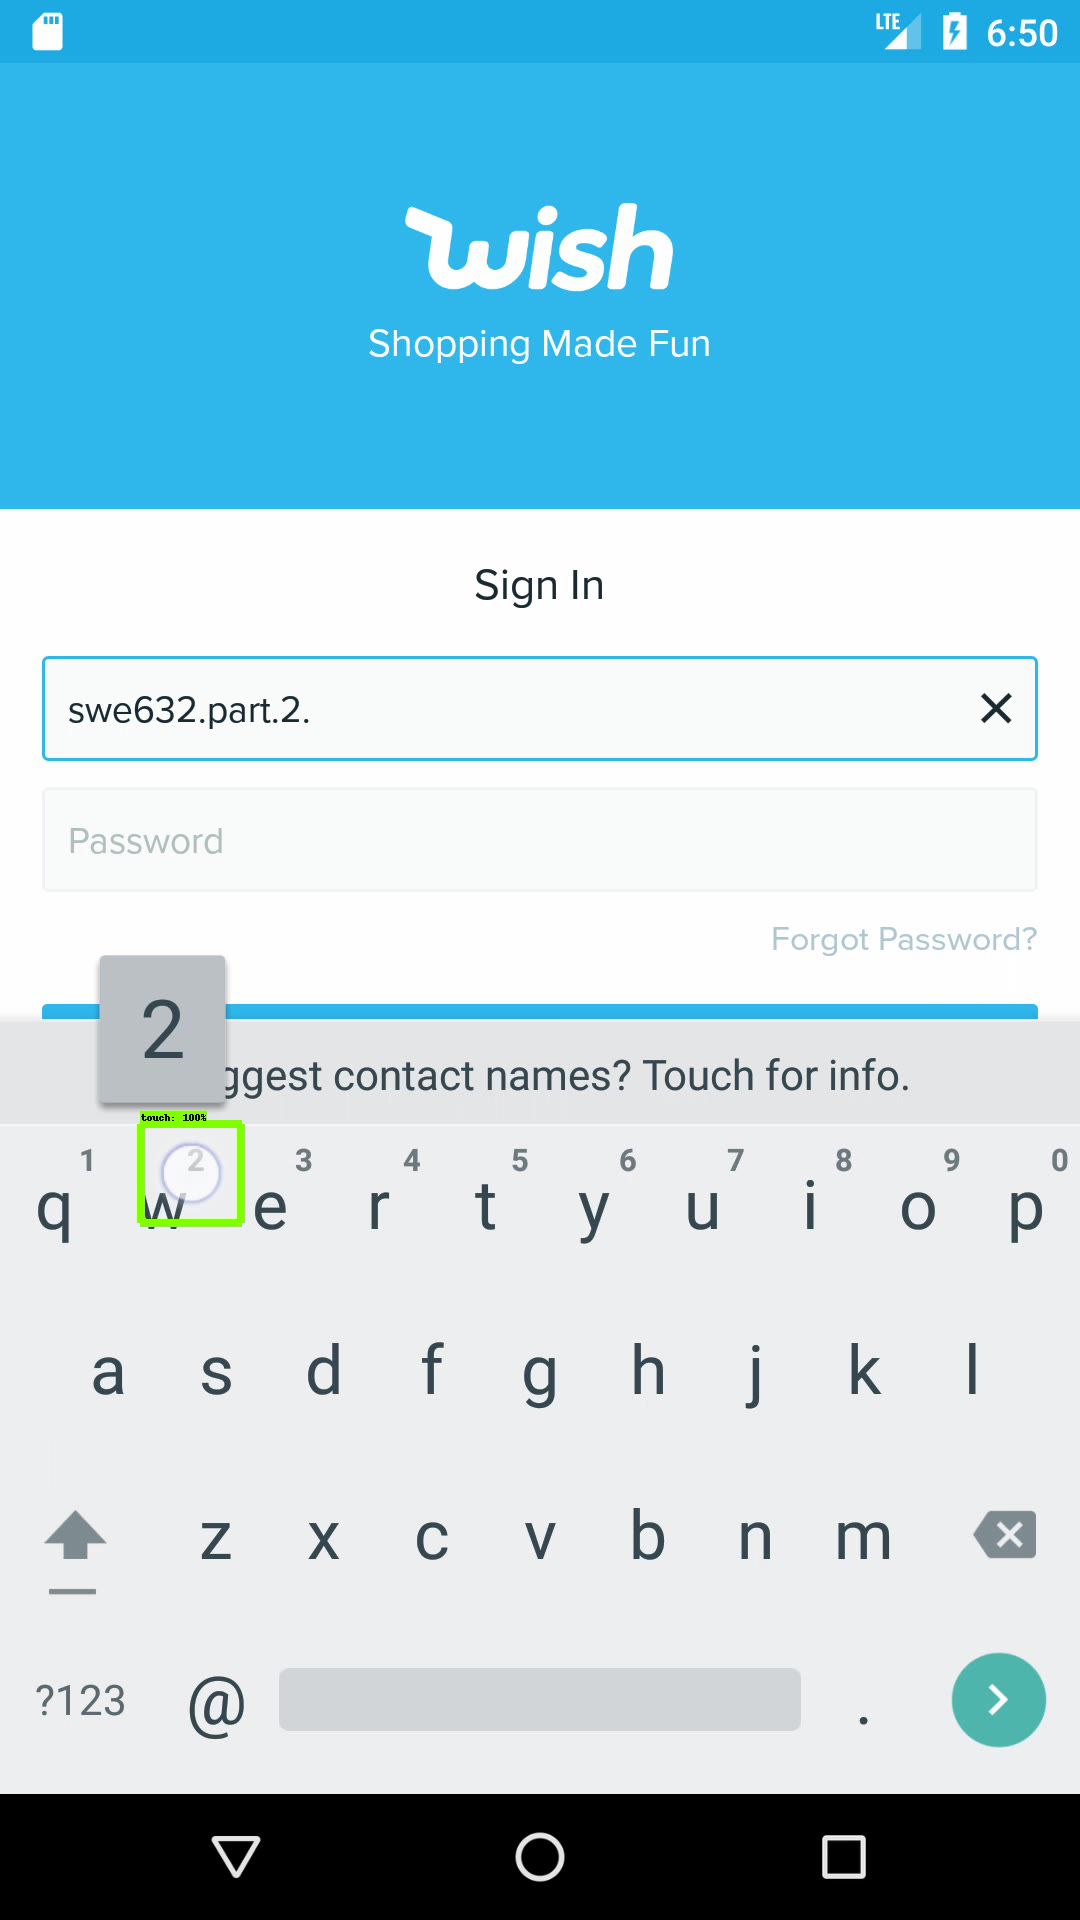 LTE 6:50
wish
Shopping Made Fun
Sign In
swe632.part.2.
Password
Forgot Password?
2
ggest contact names? Touch for info.
touch: 100%
1 2 3 4 5 6 7 8 9 0
q w e r t y u i o p
a s d f g h j k l
z x c v b n m
?123 @ .